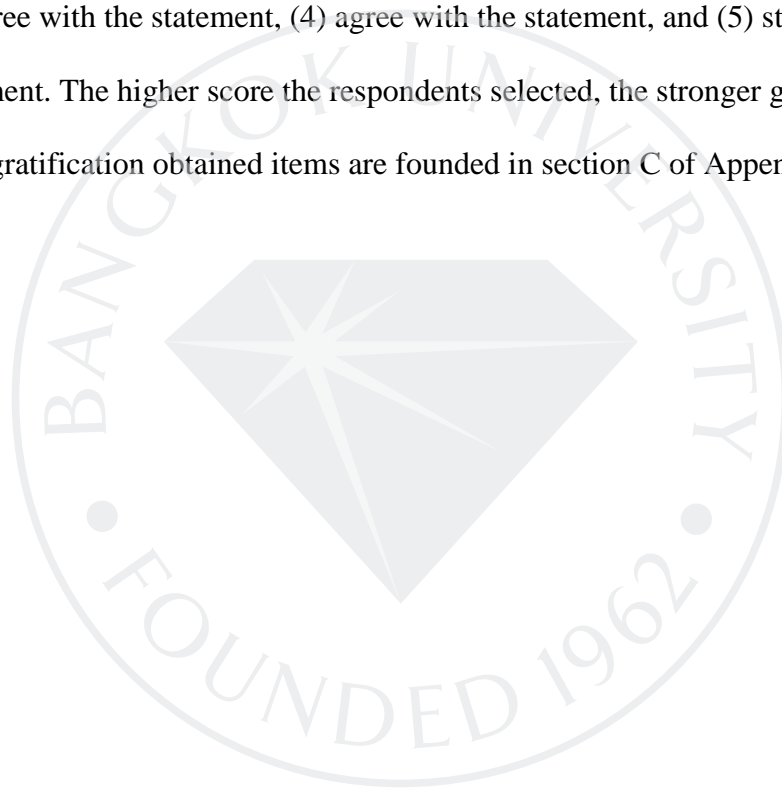 ree with the statement, (4) agree with the statement, and (5) st
nent. The higher score the respondents selected, the stronger g
gratification obtained items are founded in section C of Appen
BANGKOK UNIVERSITY
FOUNDED 1962